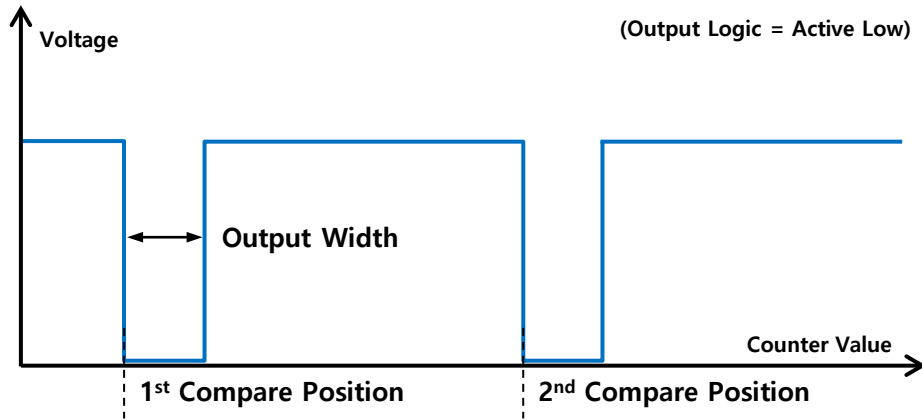 Voltage
(Output Logic = Active Low)
Output Width
Counter Value
1st Compare Position
2nd Compare Position